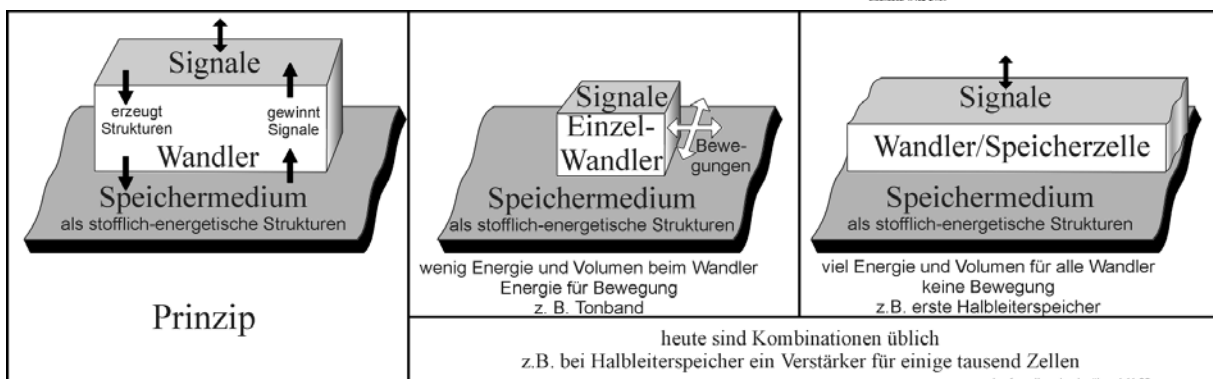 Signale
erzeugt
Strukturen
gewinnt
Signale
Wandler
Speichermedium
als stofflich-energetische Strukturen
Prinzip
Signale
Einzel-
Wandler
Bewe-
gungen
Speichermedium
als stofflich-energetische Strukturen
wenig Energie und Volumen beim Wandler
Energie für Bewegung
z. B. Tonband
Signale
Wandler/Speicherzelle
Speichermedium
als stofflich-energetische Strukturen
viel Energie und Volumen für alle Wandler
keine Bewegung
z.B. erste Halbleiterspeicher
heute sind Kombinationen üblich
z.B. bei Halbleiterspeicher ein Verstärker für einige tausend Zellen